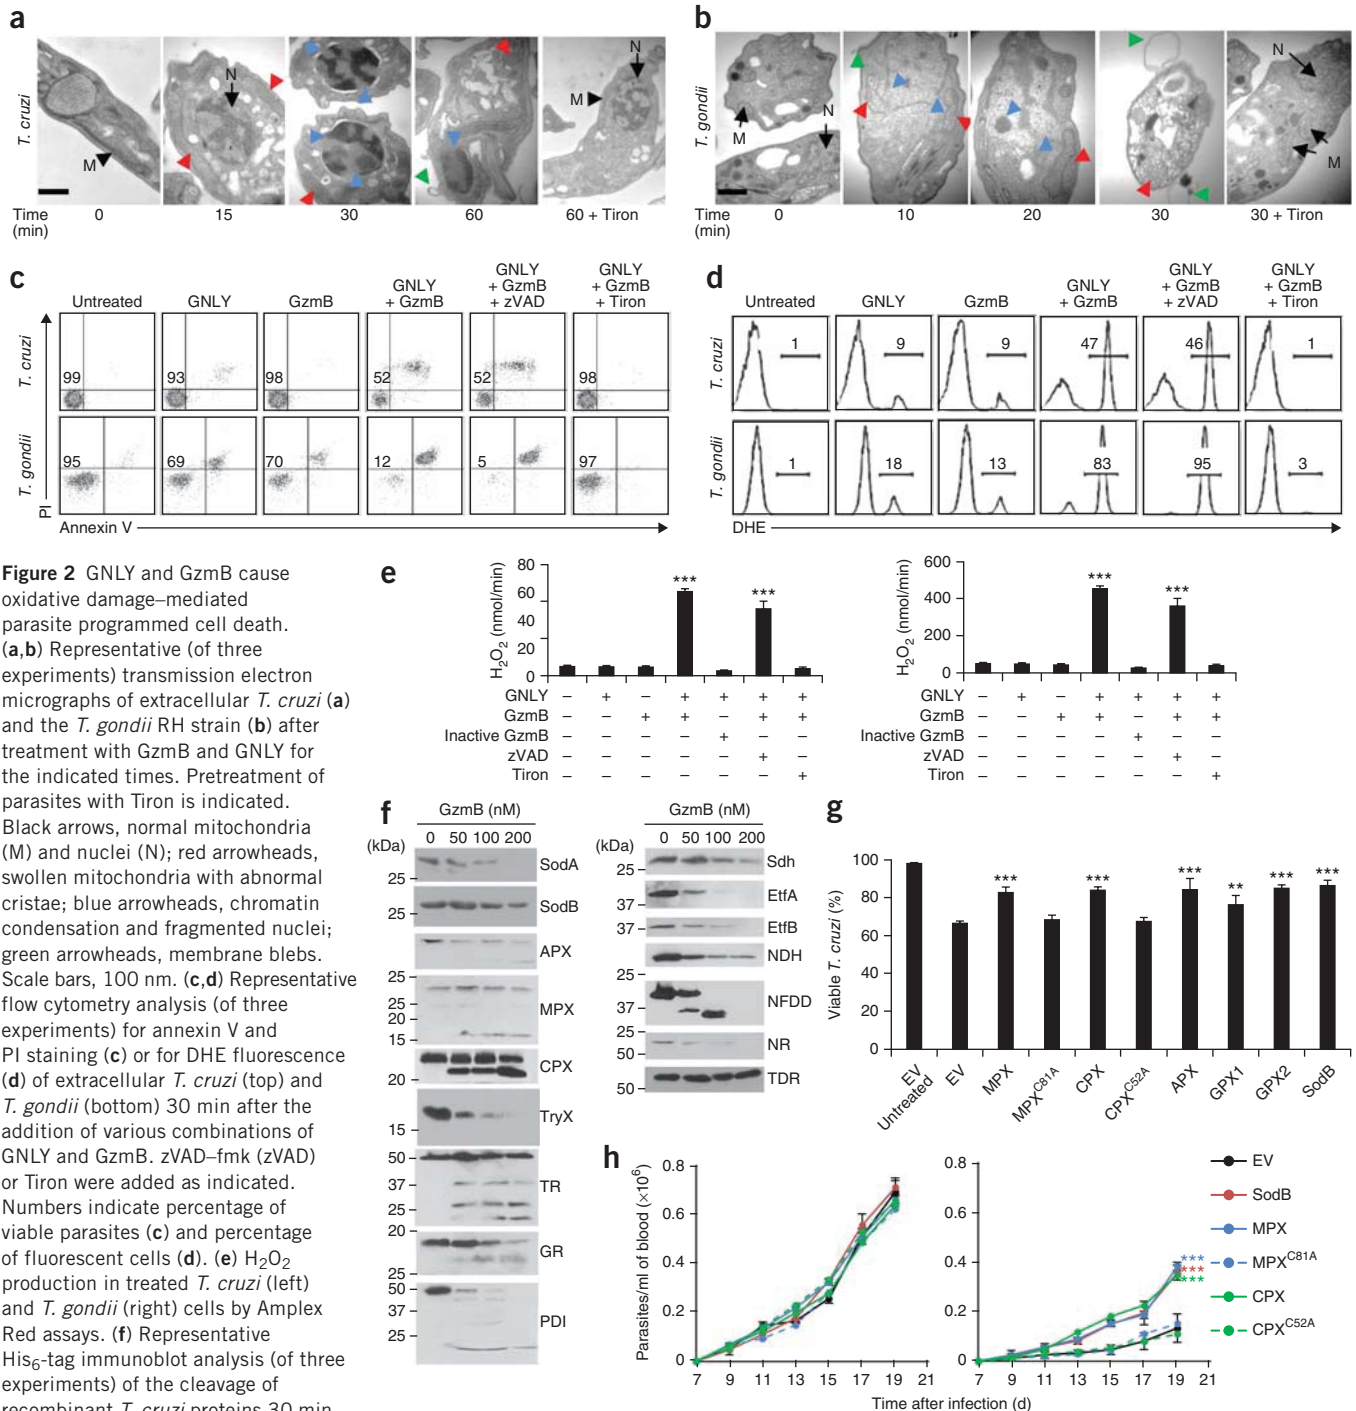 a
T. cruzi
N
N
M
M
Time
(min)
0
15
30
60
60 + Tiron
b
T. gondii
N
N
M
M
Time
(min)
0
10
20
30
30 + Tiron
c
Untreated
GNLY
GzmB
GNLY
+ GzmB
GNLY
+ GzmB
+ zVAD
GNLY
+ GzmB
+ Tiron
T. cruzi
99
93
98
52
52
98
T. gondii
95
69
70
12
5
97
PI
Annexin V
d
Untreated
GNLY
GzmB
GNLY
+ GzmB
GNLY
+ GzmB
+ zVAD
GNLY
+ GzmB
+ Tiron
T. cruzi
1
9
9
47
46
1
T. gondii
1
18
13
83
95
3
DHE
Figure 2 GNLY and GzmB cause
oxidative damage–mediated
parasite programmed cell death.
(a,b) Representative (of three
experiments) transmission electron
micrographs of extracellular T. cruzi (a)
and the T. gondii RH strain (b) after
treatment with GzmB and GNLY for
the indicated times. Pretreatment of
parasites with Tiron is indicated.
Black arrows, normal mitochondria
(M) and nuclei (N); red arrowheads,
swollen mitochondria with abnormal
cristae; blue arrowheads, chromatin
condensation and fragmented nuclei;
green arrowheads, membrane blebs.
Scale bars, 100 nm. (c,d) Representative
flow cytometry analysis (of three
experiments) for annexin V and
PI staining (c) or for DHE fluorescence
(d) of extracellular T. cruzi (top) and
T. gondii (bottom) 30 min after the
addition of various combinations of
GNLY and GzmB. zVAD–fmk (zVAD)
or Tiron were added as indicated.
Numbers indicate percentage of
viable parasites (c) and percentage
of fluorescent cells (d). (e) H2O2
production in treated T. cruzi (left)
and T. gondii (right) cells by Amplex
Red assays. (f) Representative
His6-tag immunoblot analysis (of three
experiments) of the cleavage of
recombinant T. cruzi proteins 30 min
e
H2O2 (nmol/min)
80
60
40
20
0
***
***
GNLY – + – + + + +
GzmB – – + + – + +
Inactive GzmB – – – – + – –
zVAD – – – – – + –
Tiron – – – – – – +
H2O2 (nmol/min)
600
400
200
0
***
***
GNLY – + – + + + +
GzmB – – + + – + +
Inactive GzmB – – – – + – –
zVAD – – – – – + –
Tiron – – – – – – +
f
GzmB (nM)
(kDa)
0 50 100 200
25
SodA
25
SodB
APX
25
25
20
15
MPX
20
CPX
15
TryX
50
37
25
TR
20
GR
25
50
37
25
PDI
GzmB (nM)
(kDa)
0 50 100 200
25
Sdh
37
EtfA
37
EtfB
NDH
25
37
NFDD
25
50
NR
50
TDR
g
Viable T. cruzi (%)
100
80
60
40
20
0
***
***
***
**
***
***
EV
Untreated
EV
MPX
MPXC81A
CPX
CPXC52A
APX
GPX1
GPX2
SodB
h
Parasites/ml of blood (×10⁶)
0.8
0.6
0.4
0.2
0
7 9 11 13 15 17 19 21
0.8
0.6
0.4
0.2
0
7 9 11 13 15 17 19 21
***
***
***
Time after infection (d)
EV
SodB
MPX
MPXC81A
CPX
CPXC52A